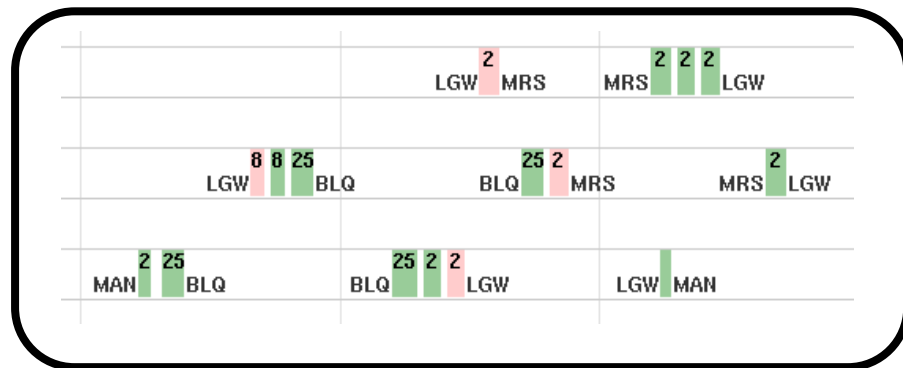 LGW 2 MRS MRS 2 2 2 LGW
LGW 8 8 25 BLQ BLQ 25 2 MRS MRS 2 LGW
MAN 2 25 BLQ BLQ 25 2 2 LGW LGW MAN